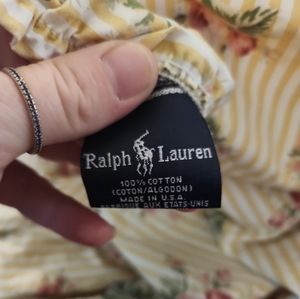 Ralph Lauren
100% COTTON
(COTON/ALGODON)
MADE IN U.S.A
FABRIQUE AUX ETATS-UNIS